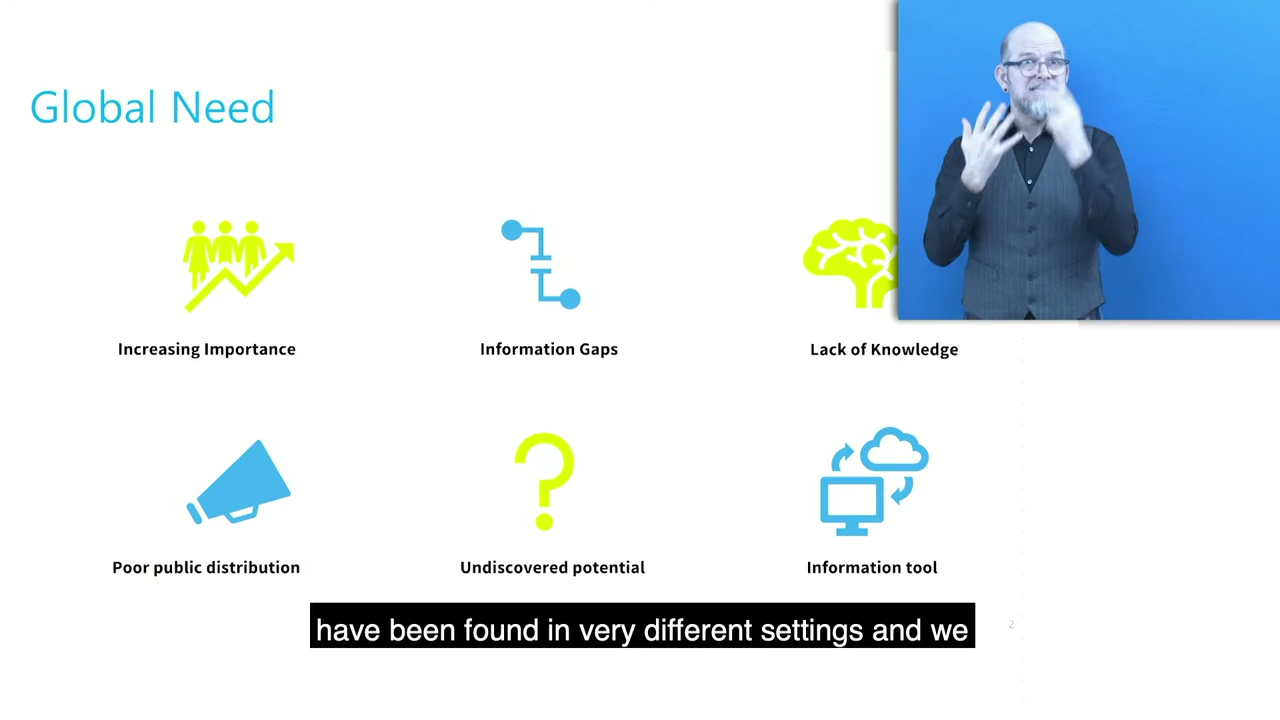 Global Need
Increasing Importance
Information Gaps
Lack of Knowledge
Poor public distribution
Undiscovered potential
Information tool
have been found in very different settings and we
2